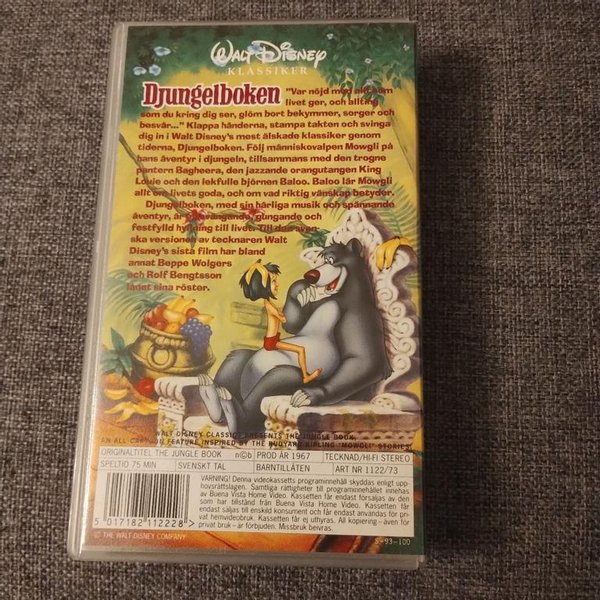 WALT DISNEY
KLASSIKER
Djungelboken
"Var nöjd med allt som
livet ger, och allting
som du kring dig ser, glöm bort bekymmer, sorger och
besvär..." Klappa händerna, stampa takten och svinga
dig in i Walt Disney's mest älskade klassiker genom
tiderna, Djungelboken. Följ människovalpen Mowgli på
hans äventyr i djungeln, tillsammans med den trogne
pantern Bagheera, den jazzande orangutangen King
Louie och den lekfulle björnen Baloo. Baloo lär Mowgli
allt om livets goda, och om vad riktig vänskap betyder.
Djungelboken, med sin härliga musik och spännande
äventyr, är en svängande, gungande och
festfylld hyllning till livet. Till den sven-
ska versionen av tecknaren Walt
Disney's sista film har bland
annat Beppe Wolgers
och Rolf Bengtsson
lånat sina röster.
WALT DISNEY CLASSICS PRESENTS THE JUNGLE BOOK,
AN ALL CARTOON FEATURE INSPIRED BY THE RUDYARD KIPLING "MOWGLI" STORIES!
ORIGINALTITEL THE JUNGLE BOOK n©b PROD ÅR 1967 TECKNAD/HI-FI STEREO
SPELTID 75 MIN SVENSKT TAL BARNTILLÅTEN ART NR 1122/73
VARNING! Denna videokassetts programinnehåll skyddas enligt upp-
hovsrättslagen. Samtliga rättigheter till programinnehållet innehas
av Buena Vista Home Video. Kassetten får endast försäljas av den
som har tillstånd från Buena Vista Home Video. Kassetten får en-
dast säljas till enskild konsument och får endast användas för pri-
vat hemvideobruk. Kassetten får ej uthyras. All kopiering - även för
privat bruk - är förbjuden. Missbruk beivras.
5 017182 112228 >
© THE WALT DISNEY COMPANY
S-93-100